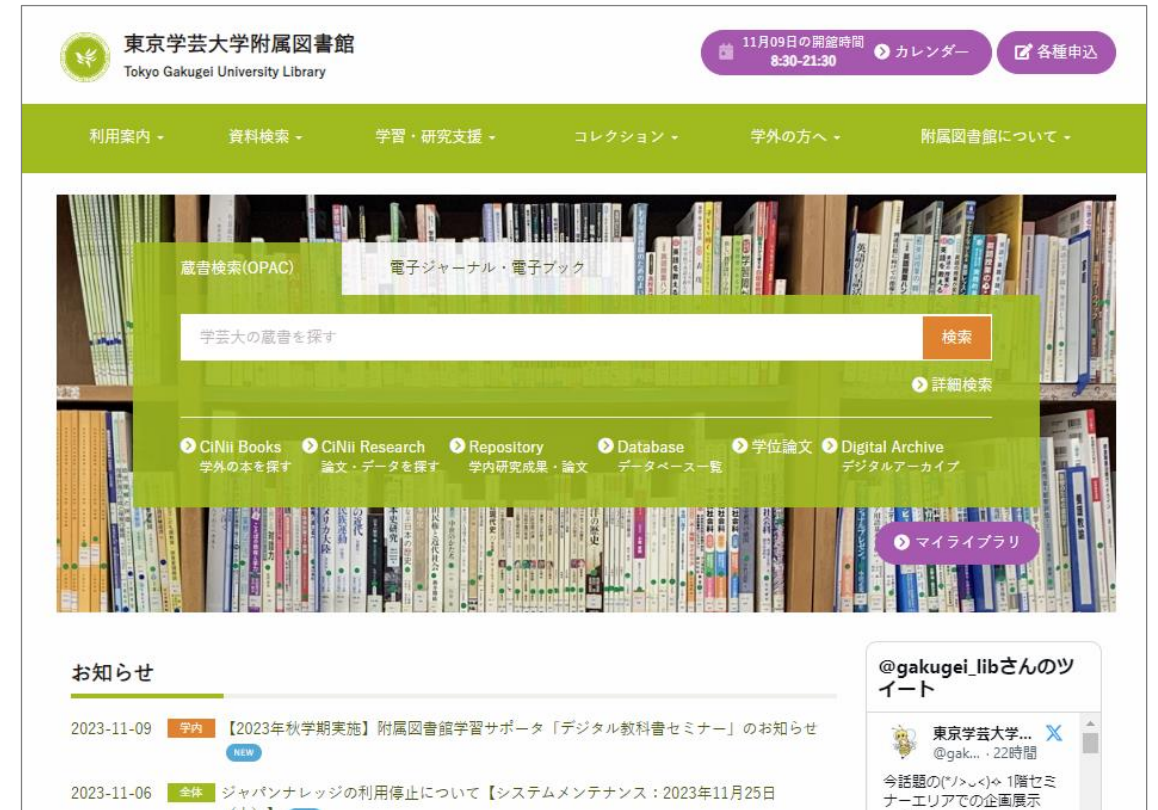 東京学芸大学附属図書館
Tokyo Gakugei University Library
11月09日の開館時間
8:30-21:30
カレンダー
各種申込
利用案内
資料検索
学習・研究支援
コレクション
学外の方へ
附属図書館について
蔵書検索(OPAC)
電子ジャーナル・電子ブック
学芸大の蔵書を探す
検索
詳細検索
CiNii Books
学外の本を探す
CiNii Research
論文・データを探す
Repository
学内研究成果・論文
Database
データベース一覧
学位論文
Digital Archive
デジタルアーカイブ
マイライブラリ
お知らせ
2023-11-09 学内 【2023年秋学期実施】附属図書館学習サポータ「デジタル教科書セミナー」のお知らせ
NEW
2023-11-06 全体 ジャパンナレッジの利用停止について【システムメンテナンス：2023年11月25日
@gakugei_libさんのツ
イート
東京学芸大学...
@gak... · 22時間
今話題の(*/>ᴗ<)✧ 1階セミ
ナーエリアでの企画展示